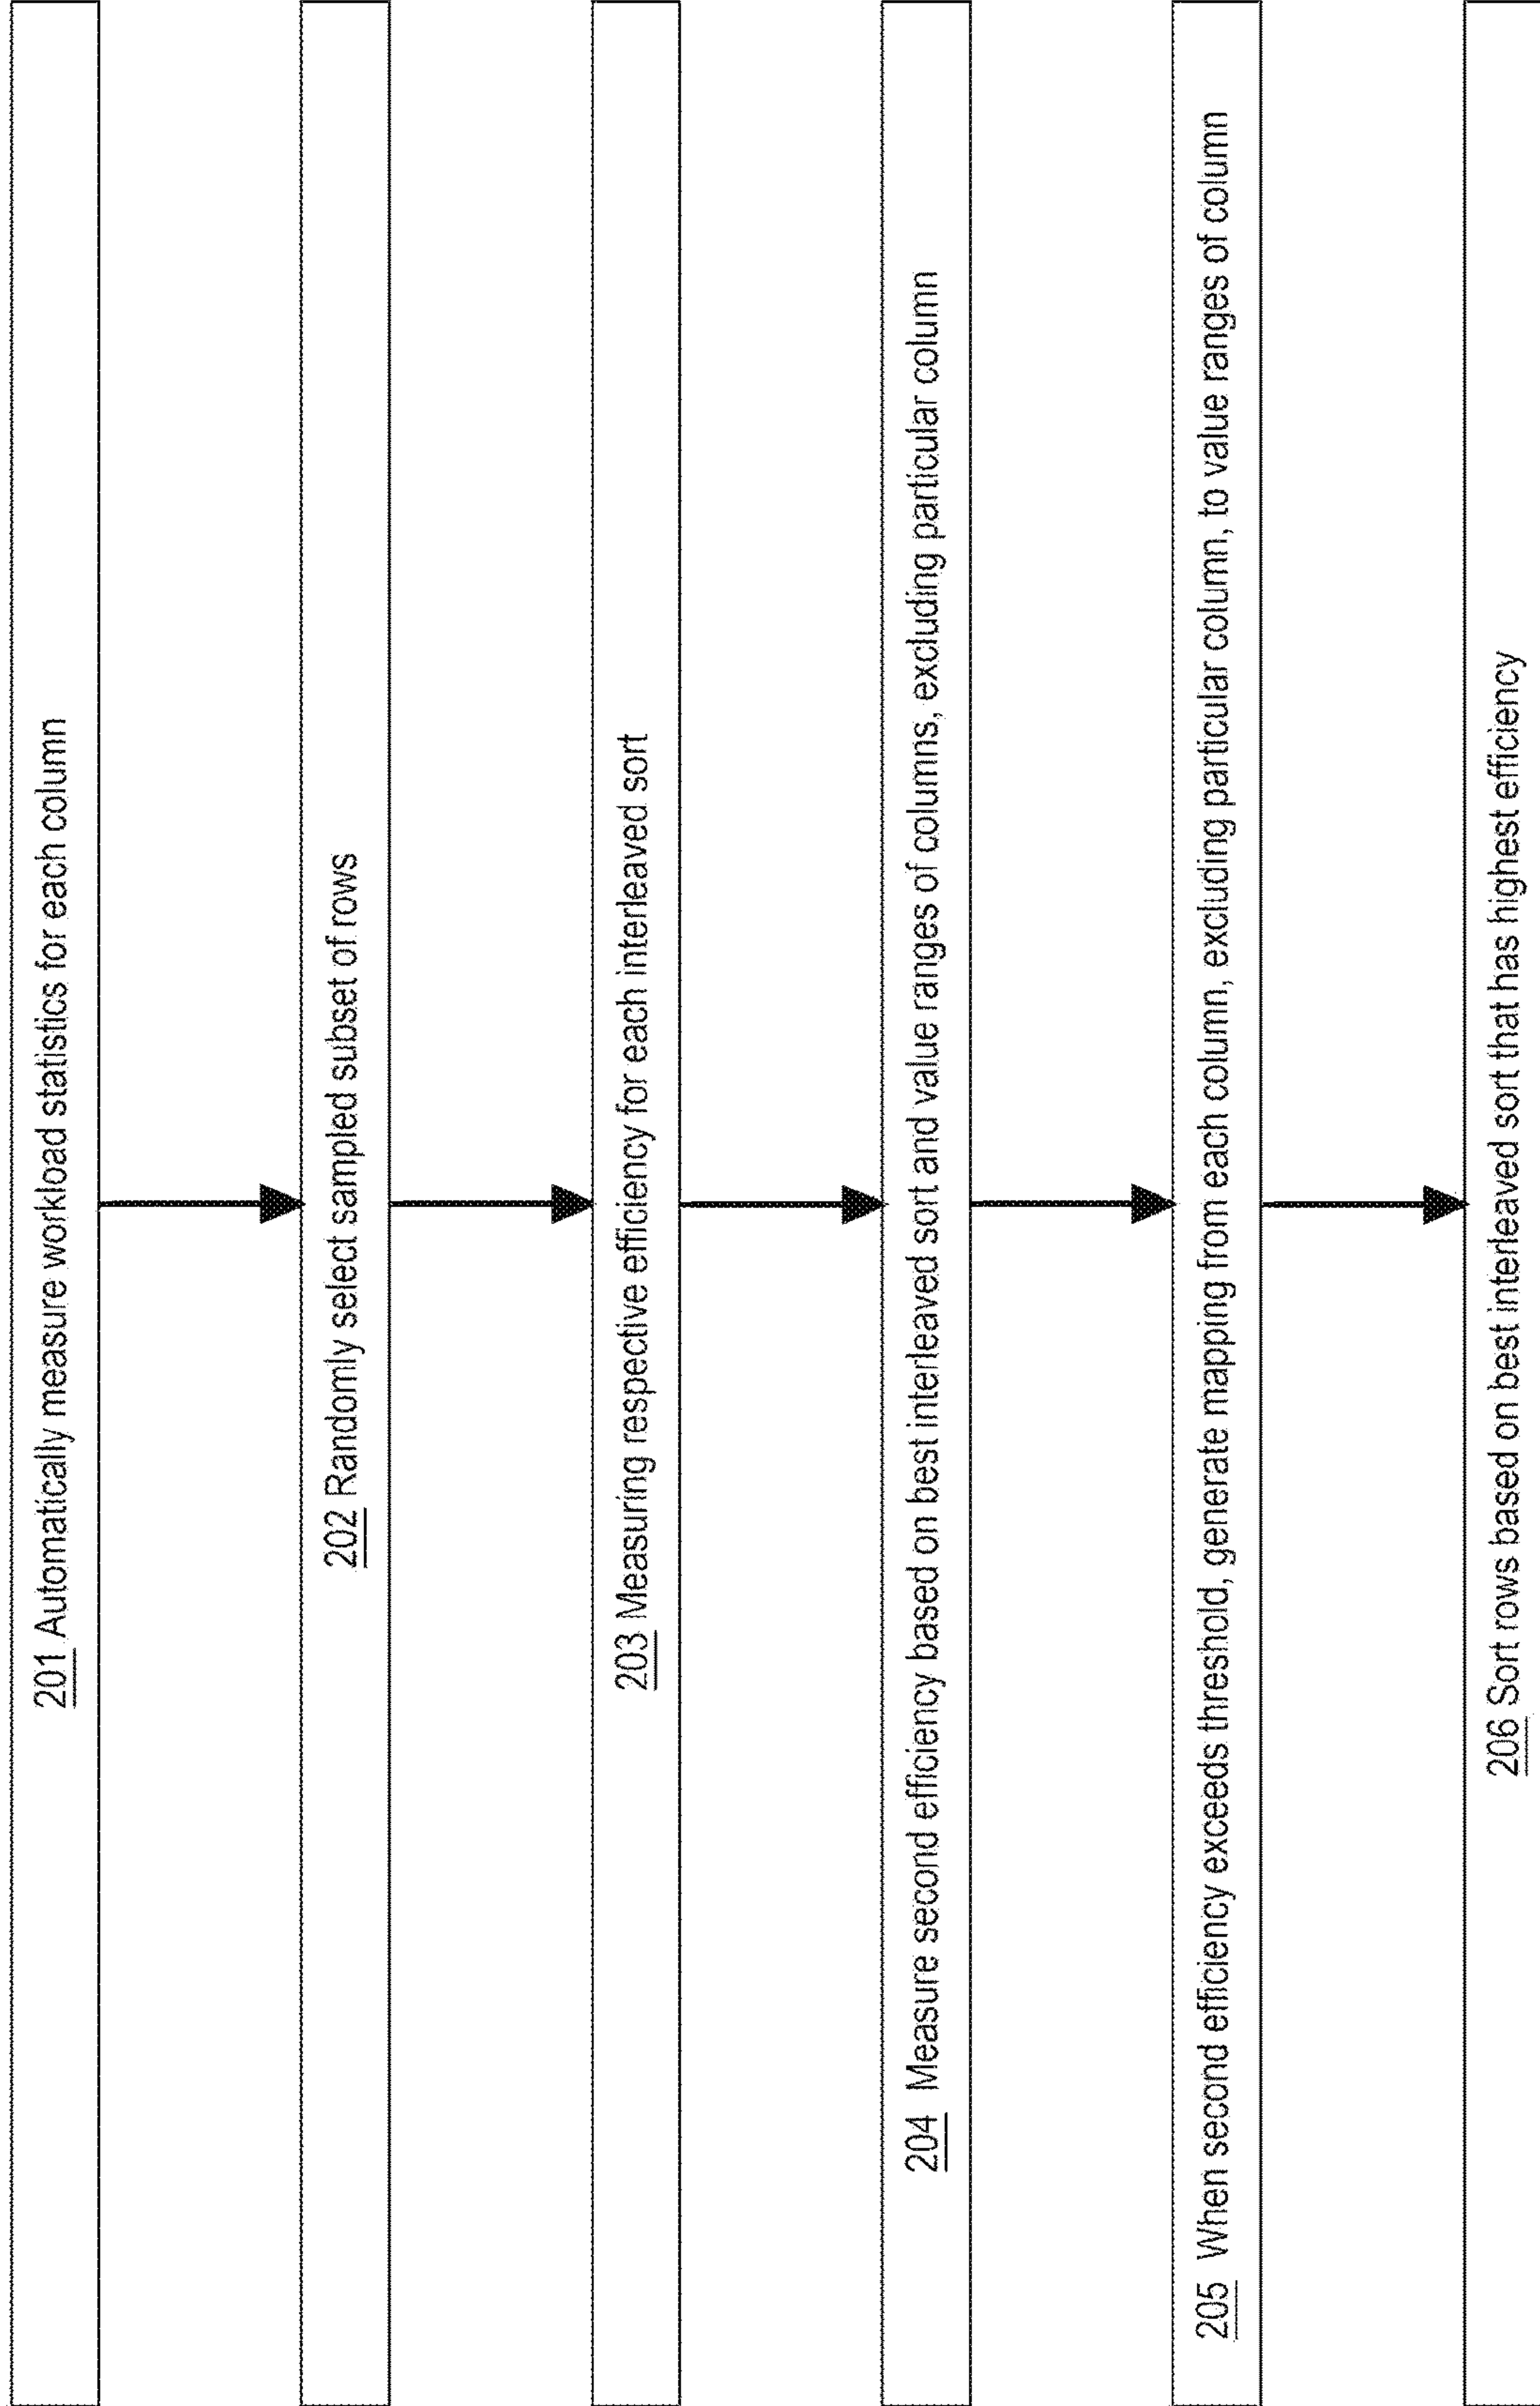 201 Automatically measure workload statistics for each column
202 Randomly select sampled subset of rows
203 Measuring respective efficiency for each interleaved sort
204 Measure second efficiency based on best interleaved sort and value ranges of columns, excluding particular column
205 When second efficiency exceeds threshold, generate mapping from each column, excluding particular column, to value ranges of column
206 Sort rows based on best interleaved sort that has highest efficiency